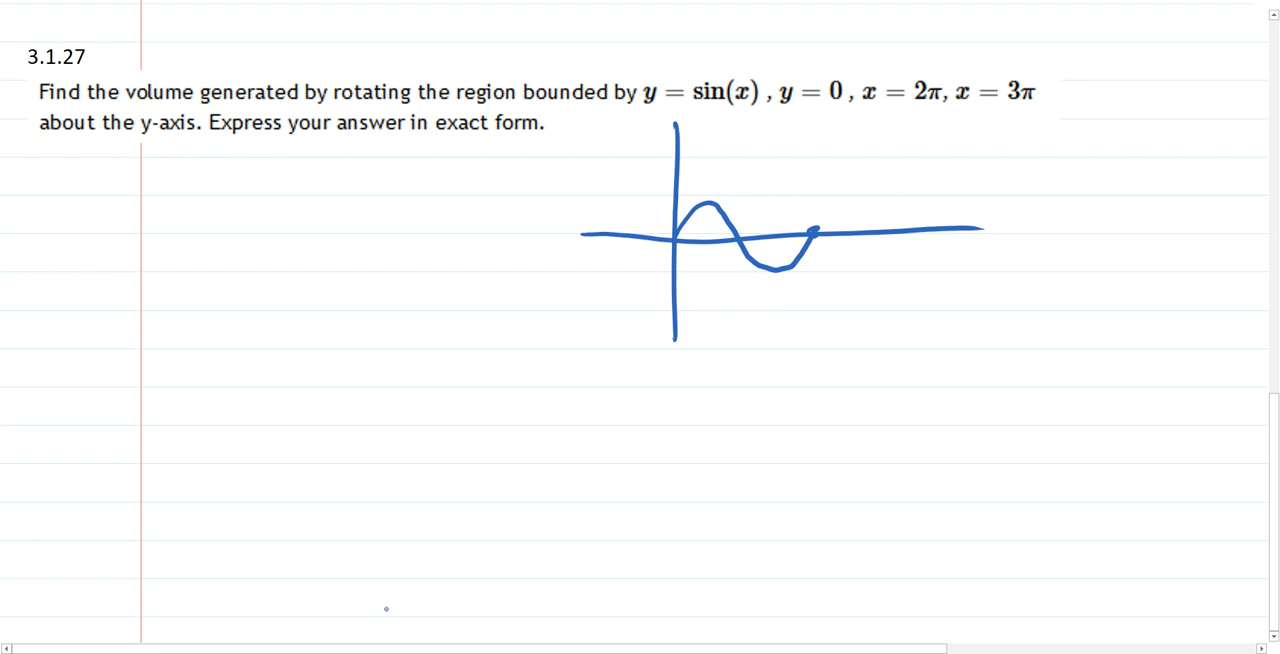 3.1.27
Find the volume generated by rotating the region bounded by y = sin(x) , y = 0 , x = 2π, x = 3π
about the y-axis. Express your answer in exact form.